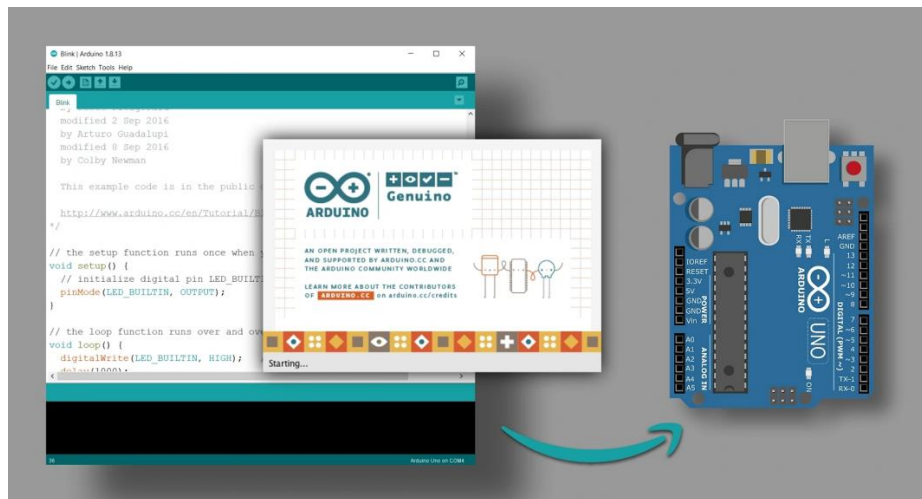 Blink | Arduino 1.8.13
File Edit Sketch Tools Help
Blink
modified 2 Sep 2016
by Arturo Guadalupi
modified 8 Sep 2016
by Colby Newman
This example code is in the public
http://www.arduino.cc/en/Tutorial/
*/
// the setup function runs once when
void setup() {
// initialize digital pin LED_BUILTI
pinMode(LED_BUILTIN, OUTPUT);
}
// the loop function runs over and ove
void loop() {
digitalWrite(LED_BUILTIN, HIGH);
delay(1000);
Arduino Uno on COM4
ARDUINO
Genuino
AN OPEN PROJECT WRITTEN, DEBUGGED,
AND SUPPORTED BY ARDUINO.CC AND
THE ARDUINO COMMUNITY WORLDWIDE
LEARN MORE ABOUT THE CONTRIBUTORS
OF ARDUINO.CC on arduino.cc/credits
Starting...
IOREF
RESET
3.3V
5V
GND
GND
Vin
POWER
A0
A1
A2
A3
A4
A5
ANALOG IN
RX
TX
L
ARDUINO
UNO
ON
AREF
GND
13
12
~11
~10
~9
8
7
~6
~5
4
~3
2
TX-1
RX-0
DIGITAL (PWM ~)